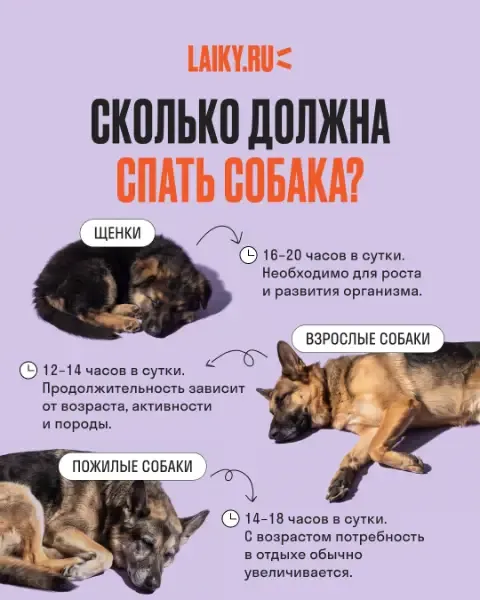 LAIKY.RU
СКОЛЬКО ДОЛЖНА
СПАТЬ СОБАКА?
ЩЕНКИ
16–20 часов в сутки.
Необходимо для роста
и развития организма.
ВЗРОСЛЫЕ СОБАКИ
12–14 часов в сутки.
Продолжительность зависит
от возраста, активности
и породы.
ПОЖИЛЫЕ СОБАКИ
14–18 часов в сутки.
С возрастом потребность
в отдыхе обычно
увеличивается.